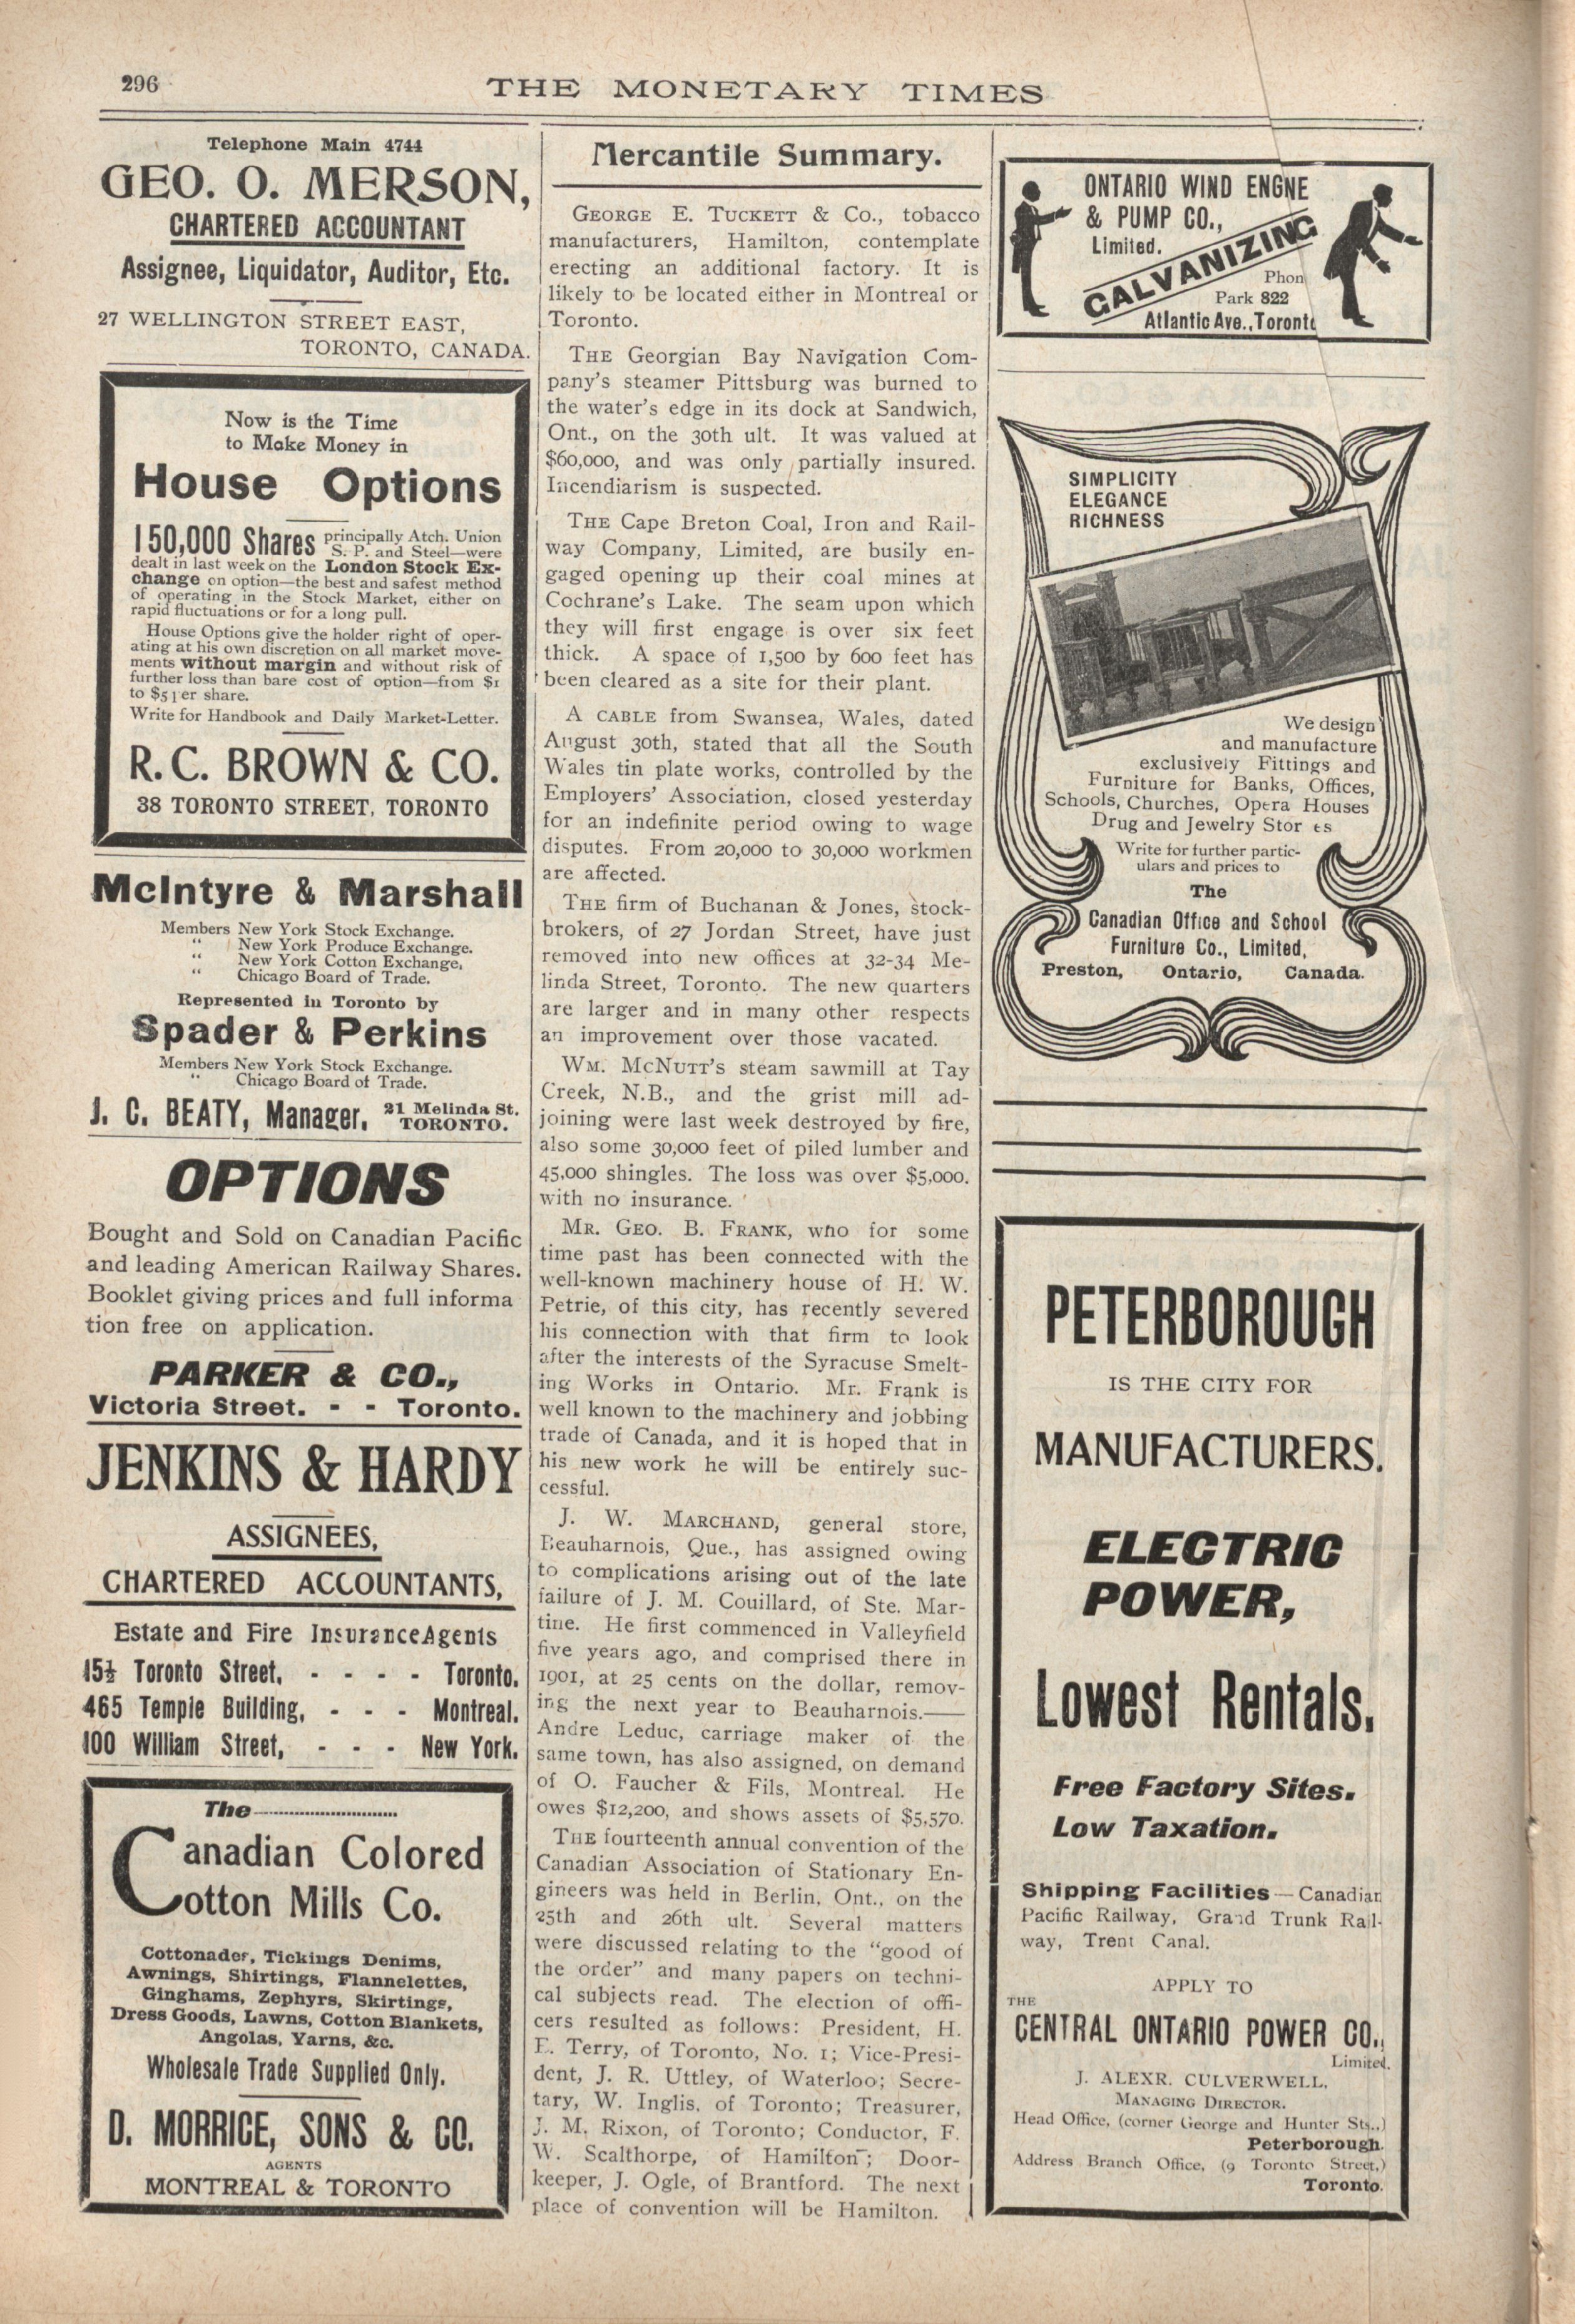 296
THE MONETARY TIMES
Telephone Main 4744
GEO. O. MERSON,
CHARTERED ACCOUNTANT
Assignee, Liquidator, Auditor, Etc.
27 WELLINGTON STREET EAST,
TORONTO, CANADA.
Now is the Time
to Make Money in
House Options
150,000 Shares principally Atch. Union
S. P. and Steel—were
dealt in last week on the London Stock Ex-
change on option—the best and safest method
of operating in the Stock Market, either on
rapid fluctuations or for a long pull.
House Options give the holder right of oper-
ating at his own discretion on all market move-
ments without margin and without risk of
further loss than bare cost of option—from $1
to $5 per share.
Write for Handbook and Daily Market-Letter.
R. C. BROWN & CO.
38 TORONTO STREET, TORONTO
McIntyre & Marshall
Members New York Stock Exchange.
“ New York Produce Exchange.
“ New York Cotton Exchange,
“ Chicago Board of Trade.
Represented in Toronto by
Spader & Perkins
Members New York Stock Exchange.
“ Chicago Board of Trade.
J. C. BEATY, Manager, 21 Melinda St.
TORONTO.
OPTIONS
Bought and Sold on Canadian Pacific
and leading American Railway Shares.
Booklet giving prices and full informa
tion free on application.
PARKER & CO.,
Victoria Street. - - Toronto.
JENKINS & HARDY
ASSIGNEES,
CHARTERED ACCOUNTANTS,
Estate and Fire Insurance Agents
15½ Toronto Street, - - - - Toronto.
465 Temple Building, - - - Montreal.
100 William Street, - - - New York.
The
Canadian Colored
Cotton Mills Co.
Cottonades, Tickings Denims,
Awnings, Shirtings, Flannelettes,
Ginghams, Zephyrs, Skirtings,
Dress Goods, Lawns, Cotton Blankets,
Angolas, Yarns, &c.
Wholesale Trade Supplied Only.
D. MORRICE, SONS & CO.
AGENTS
MONTREAL & TORONTO
Mercantile Summary.
GEORGE E. TUCKETT & Co., tobacco
manufacturers, Hamilton, contemplate
erecting an additional factory. It is
likely to be located either in Montreal or
Toronto.
THE Georgian Bay Navigation Com-
pany's steamer Pittsburg was burned to
the water's edge in its dock at Sandwich,
Ont., on the 30th ult. It was valued at
$60,000, and was only partially insured.
Incendiarism is suspected.
THE Cape Breton Coal, Iron and Rail-
way Company, Limited, are busily en-
gaged opening up their coal mines at
Cochrane's Lake. The seam upon which
they will first engage is over six feet
thick. A space of 1,500 by 600 feet has
been cleared as a site for their plant.
A CABLE from Swansea, Wales, dated
August 30th, stated that all the South
Wales tin plate works, controlled by the
Employers' Association, closed yesterday
for an indefinite period owing to wage
disputes. From 20,000 to 30,000 workmen
are affected.
THE firm of Buchanan & Jones, stock-
brokers, of 27 Jordan Street, have just
removed into new offices at 32-34 Me-
linda Street, Toronto. The new quarters
are larger and in many other respects
an improvement over those vacated.
WM. MCNUTT's steam sawmill at Tay
Creek, N.B., and the grist mill ad-
joining were last week destroyed by fire,
also some 30,000 feet of piled lumber and
45,000 shingles. The loss was over $5,000.
with no insurance.
MR. GEO. B. FRANK, who for some
time past has been connected with the
well-known machinery house of H. W.
Petrie, of this city, has recently severed
his connection with that firm to look
after the interests of the Syracuse Smelt-
ing Works in Ontario. Mr. Frank is
well known to the machinery and jobbing
trade of Canada, and it is hoped that in
his new work he will be entirely suc-
cessful.
J. W. MARCHAND, general store,
Beauharnois, Que., has assigned owing
to complications arising out of the late
failure of J. M. Couillard, of Ste. Mar-
tine. He first commenced in Valleyfield
five years ago, and comprised there in
1901, at 25 cents on the dollar, remov-
ing the next year to Beauharnois.——
Andre Leduc, carriage maker of the
same town, has also assigned, on demand
of O. Faucher & Fils, Montreal. He
owes $12,200, and shows assets of $5,570.
THE fourteenth annual convention of the
Canadian Association of Stationary En-
gineers was held in Berlin, Ont., on the
25th and 26th ult. Several matters
were discussed relating to the “good of
the order” and many papers on techni-
cal subjects read. The election of offi-
cers resulted as follows: President, H.
E. Terry, of Toronto, No. 1; Vice-Presi-
dent, J. R. Uttley, of Waterloo; Secre-
tary, W. Inglis, of Toronto; Treasurer,
J. M. Rixon, of Toronto; Conductor, F.
W. Scalthorpe, of Hamilton; Door-
keeper, J. Ogle, of Brantford. The next
place of convention will be Hamilton.
ONTARIO WIND ENGNE
& PUMP CO.,
Limited.
GALVANIZING
Phon
Park 822
Atlantic Ave., Toronto
SIMPLICITY
ELEGANCE
RICHNESS
We design
and manufacture
exclusively Fittings and
Furniture for Banks, Offices,
Schools, Churches, Opera Houses
Drug and Jewelry Stores
Write for further partic-
ulars and prices to
The
Canadian Office and School
Furniture Co., Limited,
Preston, Ontario, Canada.
PETERBOROUGH
IS THE CITY FOR
MANUFACTURERS.
ELECTRIC
POWER,
Lowest Rentals.
Free Factory Sites.
Low Taxation.
Shipping Facilities—Canadian
Pacific Railway, Grand Trunk Rail-
way, Trent Canal.
APPLY TO
THE
CENTRAL ONTARIO POWER CO.,
Limited.
J. ALEXR. CULVERWELL,
MANAGING DIRECTOR.
Head Office, (corner George and Hunter Sts.,)
Peterborough.
Address Branch Office, (9 Toronto Street,)
Toronto.